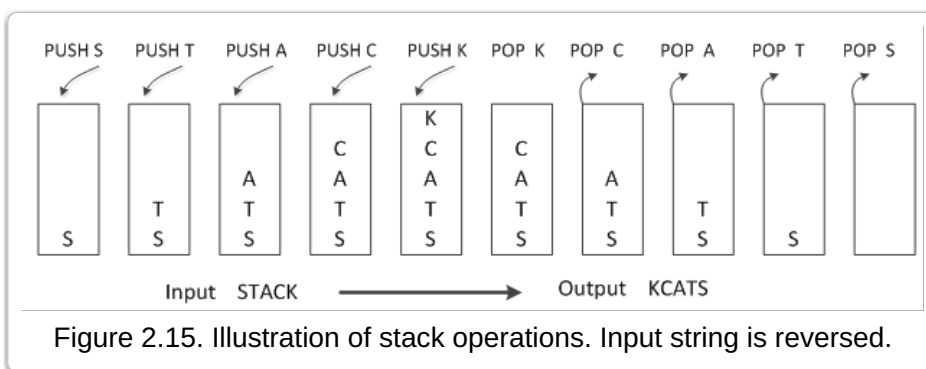 PUSH S PUSH T PUSH A PUSH C PUSH K POP K POP C POP A POP T POP S
K
C C C
A A A A A
T T T T T T T
S S S S S S S S S
Input STACK Output KCATS
Figure 2.15. Illustration of stack operations. Input string is reversed.